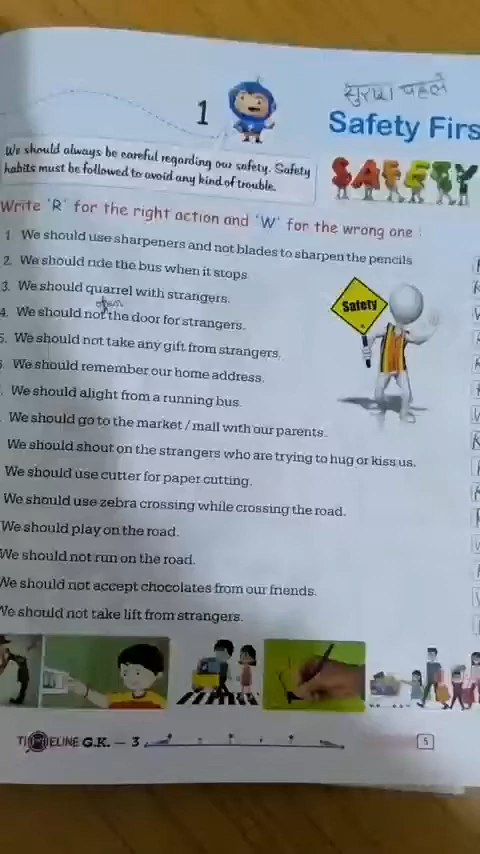 सुरक्षा पहले
1
Safety Firs
We should always be careful regarding our safety. Safety
habits must be followed to avoid any kind of trouble.
SAFETY
Write 'R' for the right action and 'W' for the wrong one :
1. We should use sharpeners and not blades to sharpen the pencils
2. We should ride the bus when it stops
3. We should quarrel with strangers.
open
4. We should not the door for strangers.
5. We should not take any gift from strangers.
We should remember our home address.
We should alight from a running bus.
We should go to the market / mall with our parents.
We should shout on the strangers who are trying to hug or kiss us.
We should use cutter for paper cutting.
We should use zebra crossing while crossing the road.
We should play on the road.
We should not run on the road.
We should not accept chocolates from our friends.
We should not take lift from strangers.
Safety
TIMELINE G.K. — 3
5